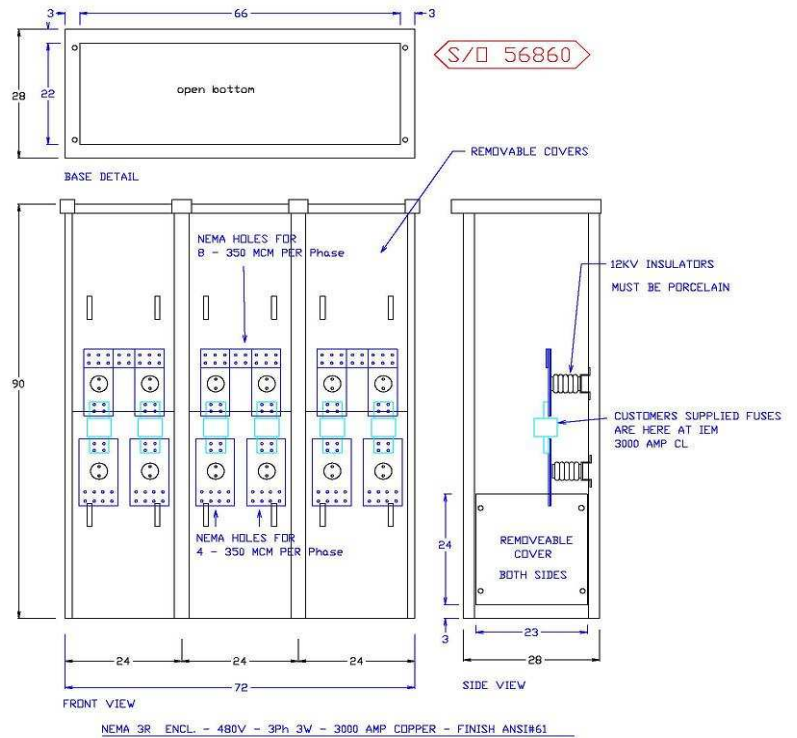 3
66
3
S/O 56860
28
22
open bottom
BASE DETAIL
REMOVABLE COVERS
NEMA HOLES FOR
8 - 350 MCM PER Phase
12KV INSULATORS
MUST BE PORCELAIN
90
CUSTOMERS SUPPLIED FUSES
ARE HERE AT IEM
3000 AMP CL
NEMA HOLES FOR
4 - 350 MCM PER Phase
24
REMOVEABLE
COVER
BOTH SIDES
3
23
24
24
24
28
72
FRONT VIEW
SIDE VIEW
NEMA 3R ENCL. - 480V - 3Ph 3W - 3000 AMP COPPER - FINISH ANSI#61